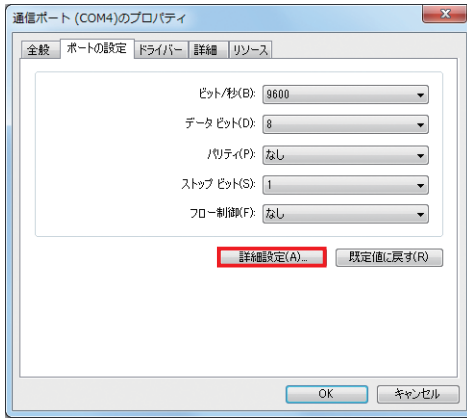 通信ポート (COM4)のプロパティ
全般 ポートの設定 ドライバー 詳細 リソース
ビット/秒(B): 9600
データ ビット(D): 8
パリティ(P): なし
ストップ ビット(S): 1
フロー制御(F): なし
詳細設定(A)... 既定値に戻す(R)
OK キャンセル